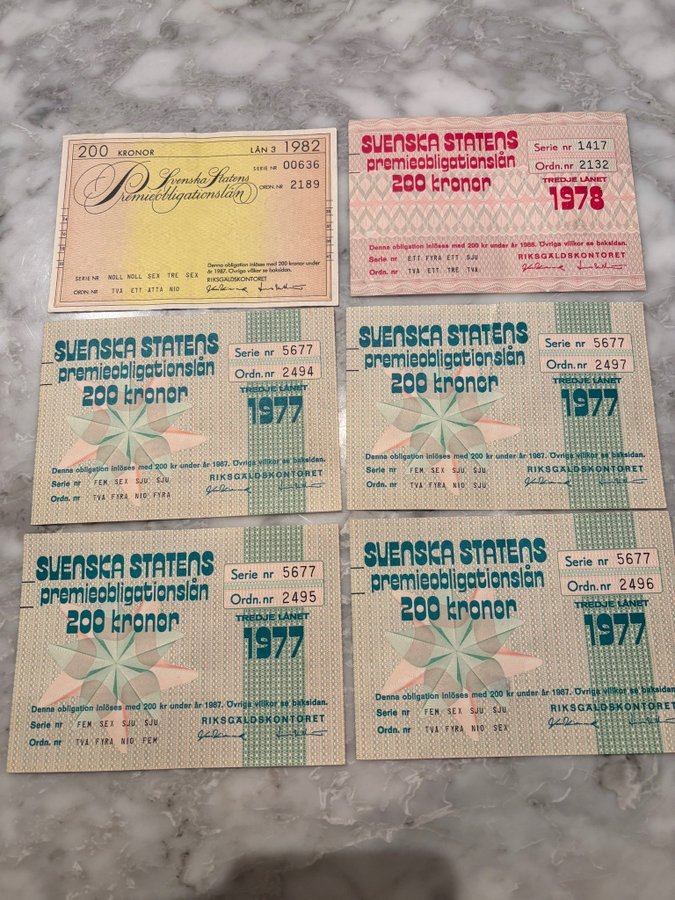 200 KRONOR LÅN 3 1982
SERIE NR 00636
Svenska Statens
Premieobligationslån
ORDN. NR 2189
Denna obligation inlöses med 200 kronor under
år 1987. Övriga villkor se baksidan.
RIKSGÄLDSKONTORET
SERIE NR NOLL NOLL SEX TRE SEX
ORDN. NR TVA ETT ATTA NIO
SVENSKA STATENS
premieobligationslån
200 kronor
Serie nr 1417
Ordn.nr 2132
TREDJE LÅNET
1978
Denna obligation inlöses med 200 kr under år 1988. Övriga villkor se baksidan.
Serie nr ETT FYRA ETT SJU
RIKSGÄLDSKONTORET
Ordn. nr TVA ETT TRE TVA
SVENSKA STATENS
premieobligationslån
200 kronor
Serie nr 5677
Ordn.nr 2494
TREDJE LÅNET
1977
Denna obligation inlöses med 200 kr under år 1987. Övriga villkor se baksidan.
Serie nr FEM SEX SJU SJU
RIKSGÄLDSKONTORET
Ordn. nr TVA FYRA NIO FYRA
SVENSKA STATENS
premieobligationslån
200 kronor
Serie nr 5677
Ordn.nr 2497
TREDJE LÅNET
1977
Denna obligation inlöses med 200 kr under år 1987. Övriga villkor se baksidan.
Serie nr FEM SEX SJU SJU
RIKSGÄLDSKONTORET
Ordn. nr TVA FYRA NIO SJU
SVENSKA STATENS
premieobligationslån
200 kronor
Serie nr 5677
Ordn.nr 2495
TREDJE LÅNET
1977
Denna obligation inlöses med 200 kr under år 1987. Övriga villkor se baksidan.
Serie nr FEM SEX SJU SJU
RIKSGÄLDSKONTORET
Ordn. nr TVA FYRA NIO FEM
SVENSKA STATENS
premieobligationslån
200 kronor
Serie nr 5677
Ordn.nr 2496
TREDJE LÅNET
1977
Denna obligation inlöses med 200 kr under år 1987. Övriga villkor se baksidan.
Serie nr FEM SEX SJU SJU
RIKSGÄLDSKONTORET
Ordn. nr TVA FYRA NIO SEX